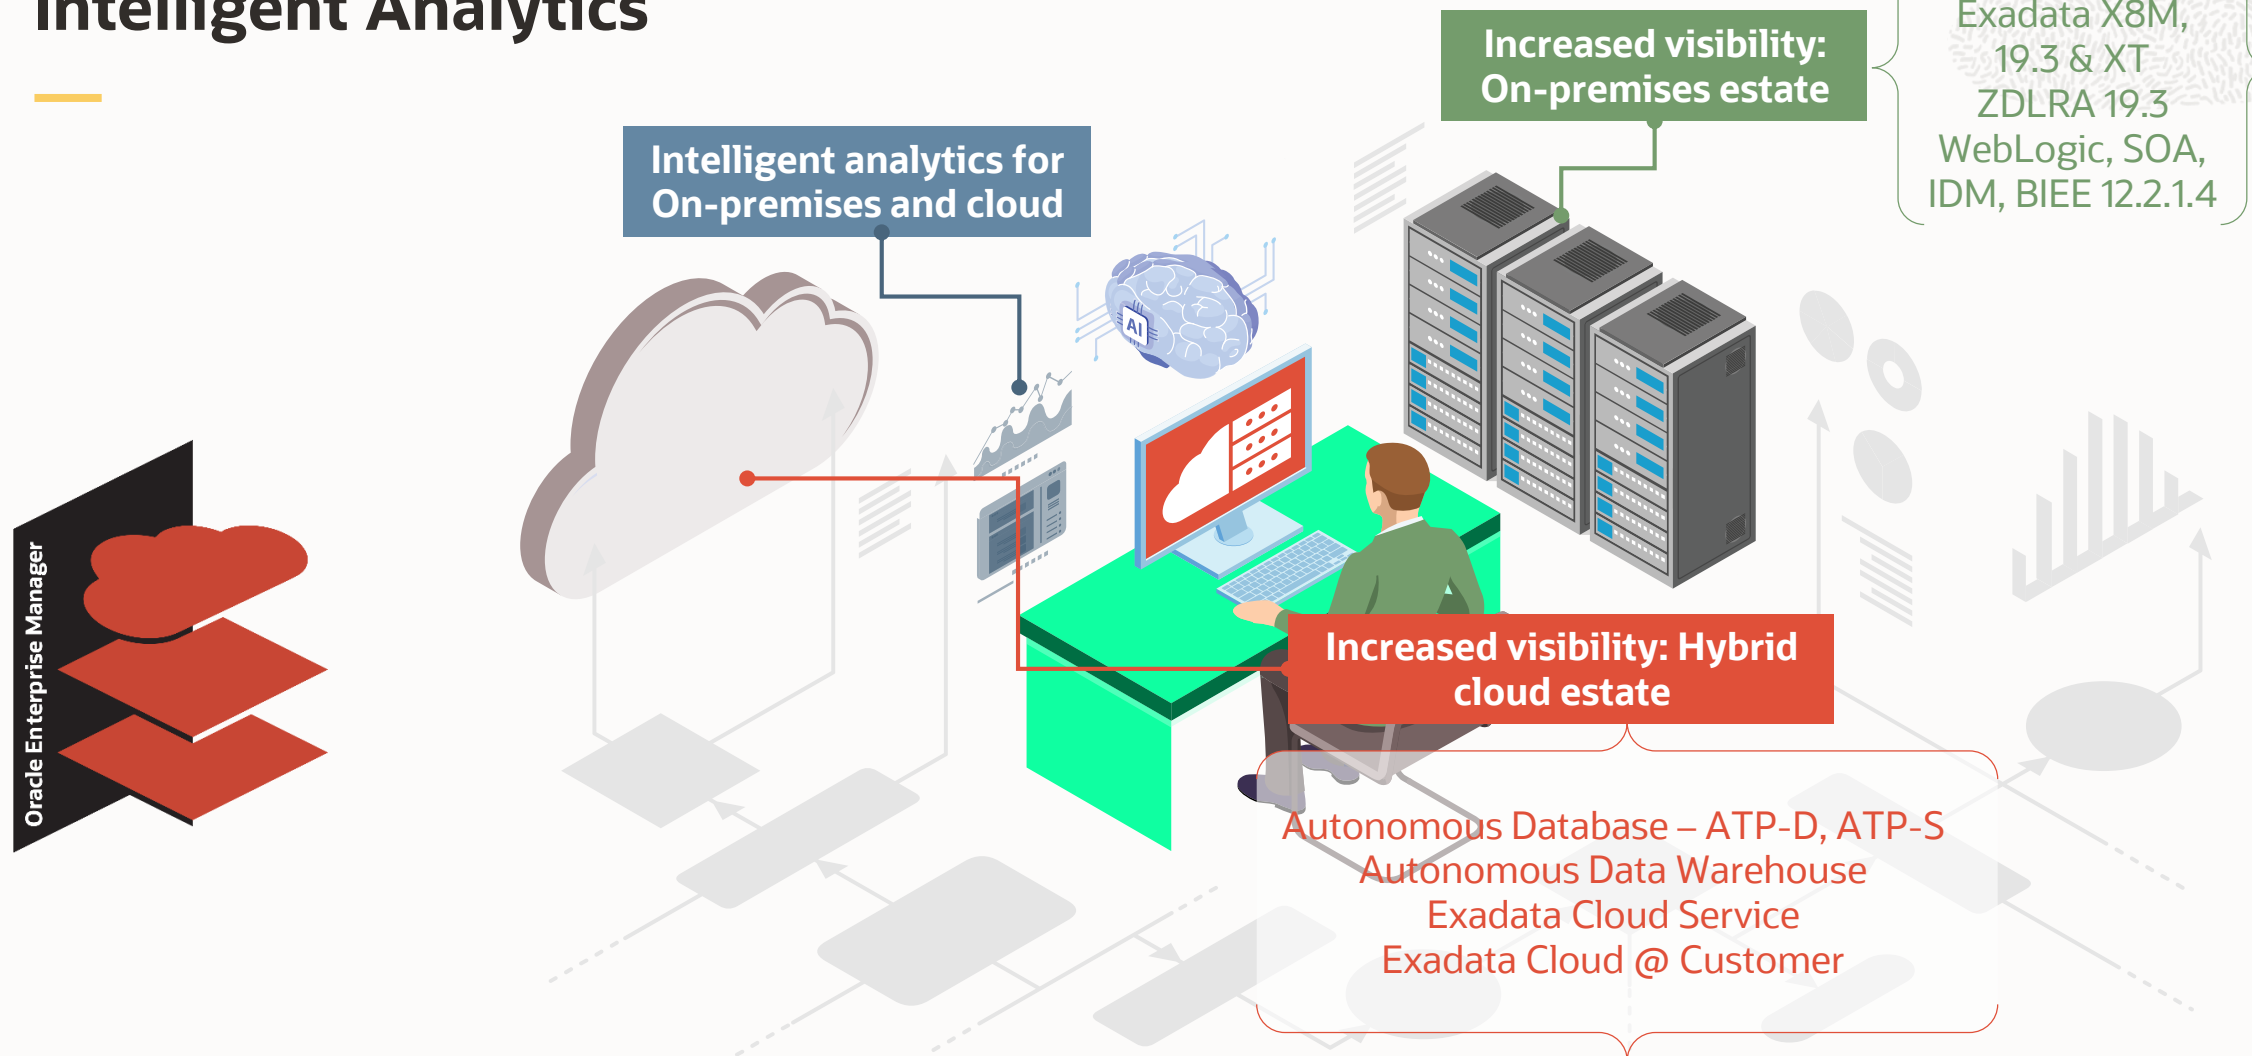 Intelligent Analytics
Increased visibility:
On-premises estate
Exadata X8M,
19.3 & XT
ZDLRA 19.3
WebLogic, SOA,
IDM, BIEE 12.2.1.4
Intelligent analytics for
On-premises and cloud
AI
Oracle Enterprise Manager
Increased visibility: Hybrid
cloud estate
Autonomous Database – ATP-D, ATP-S
Autonomous Data Warehouse
Exadata Cloud Service
Exadata Cloud @ Customer